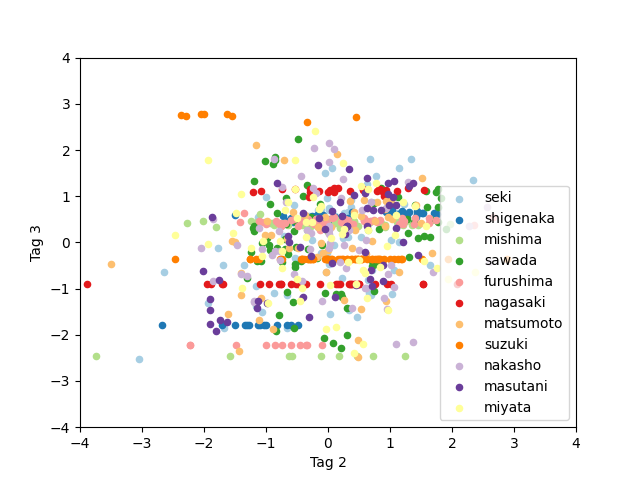 4
3
2
1
0
−1
−2
−3
−4
Tag 3
−4 −3 −2 −1 0 1 2 3 4
Tag 2
seki
shigenaka
mishima
sawada
furushima
nagasaki
matsumoto
suzuki
nakasho
masutani
miyata